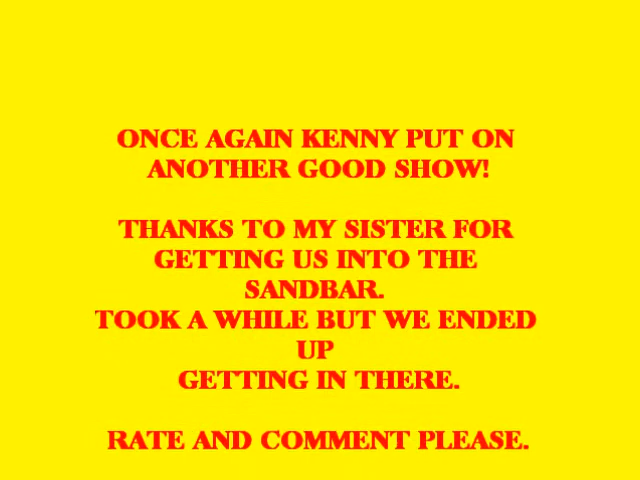 ONCE AGAIN KENNY PUT ON
ANOTHER GOOD SHOW!
THANKS TO MY SISTER FOR
GETTING US INTO THE
SANDBAR.
TOOK A WHILE BUT WE ENDED
UP
GETTING IN THERE.
RATE AND COMMENT PLEASE.